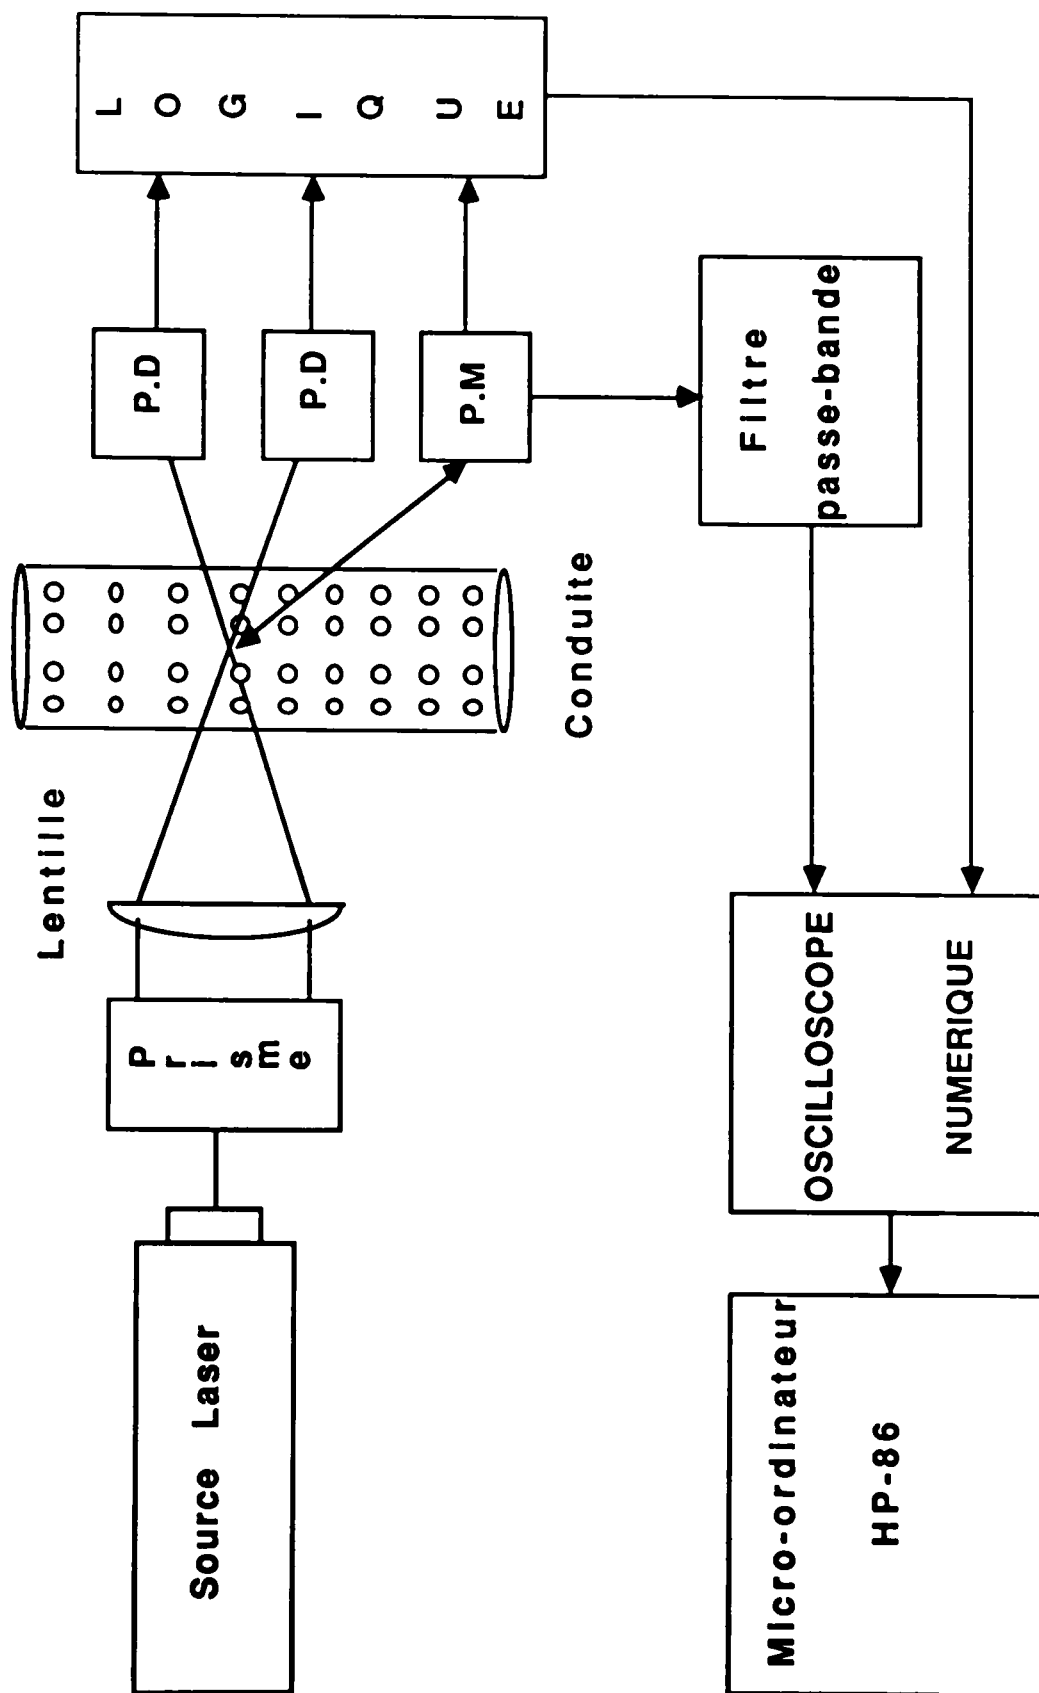 Source Laser
Prisme
Lentille
Conduite
P.D
P.D
P.M
LOGIQUE
Filtre
passe-bande
OSCILLOSCOPE
NUMERIQUE
Micro-ordinateur
HP-86